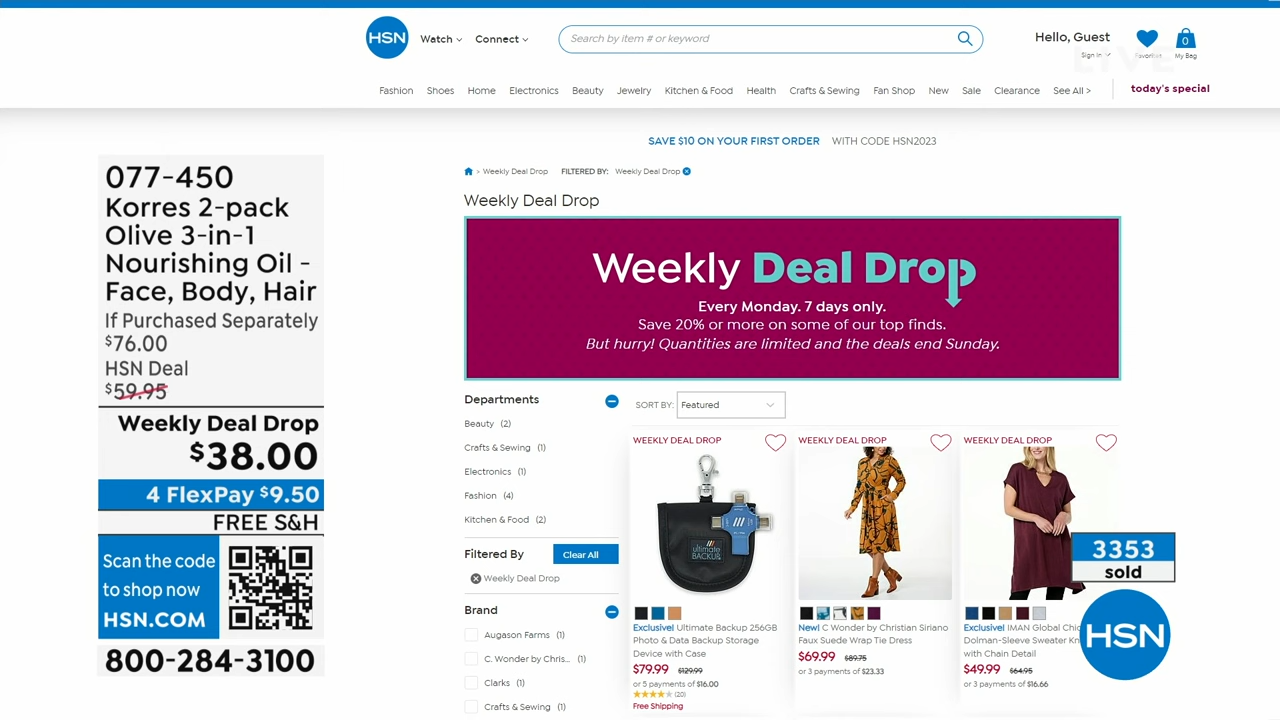 HSN
Watch
Connect
Search by item # or keyword
Hello, Guest
Sign In
Favorites
0
My Bag
LIVE
Fashion
Shoes
Home
Electronics
Beauty
Jewelry
Kitchen & Food
Health
Crafts & Sewing
Fan Shop
New
Sale
Clearance
See All >
today's special
SAVE $10 ON YOUR FIRST ORDER WITH CODE HSN2023
> Weekly Deal Drop FILTERED BY: Weekly Deal Drop
Weekly Deal Drop
Weekly Deal Drop
Every Monday. 7 days only.
Save 20% or more on some of our top finds.
But hurry! Quantities are limited and the deals end Sunday.
077-450
Korres 2-pack
Olive 3-in-1
Nourishing Oil -
Face, Body, Hair
If Purchased Separately
$76.00
HSN Deal
$59.95
Weekly Deal Drop
$38.00
4 FlexPay $9.50
FREE S&H
Scan the code
to shop now
HSN.COM
800-284-3100
Departments
Beauty (2)
Crafts & Sewing (1)
Electronics (1)
Fashion (4)
Kitchen & Food (2)
Filtered By
Clear All
Weekly Deal Drop
Brand
Augason Farms (1)
C. Wonder by Chris... (1)
Clarks (1)
Crafts & Sewing (1)
SORT BY: Featured
WEEKLY DEAL DROP
ultimate
BACKUP
Exclusive! Ultimate Backup 256GB
Photo & Data Backup Storage
Device with Case
$79.99 $129.99
or 5 payments of $16.00
(20)
Free Shipping
WEEKLY DEAL DROP
New! C Wonder by Christian Siriano
Faux Suede Wrap Tie Dress
$69.99 $89.75
or 3 payments of $23.33
WEEKLY DEAL DROP
Exclusive! IMAN Global Chic
Dolman-Sleeve Sweater Kn
with Chain Detail
$49.99 $64.95
or 3 payments of $16.66
3353
sold
HSN